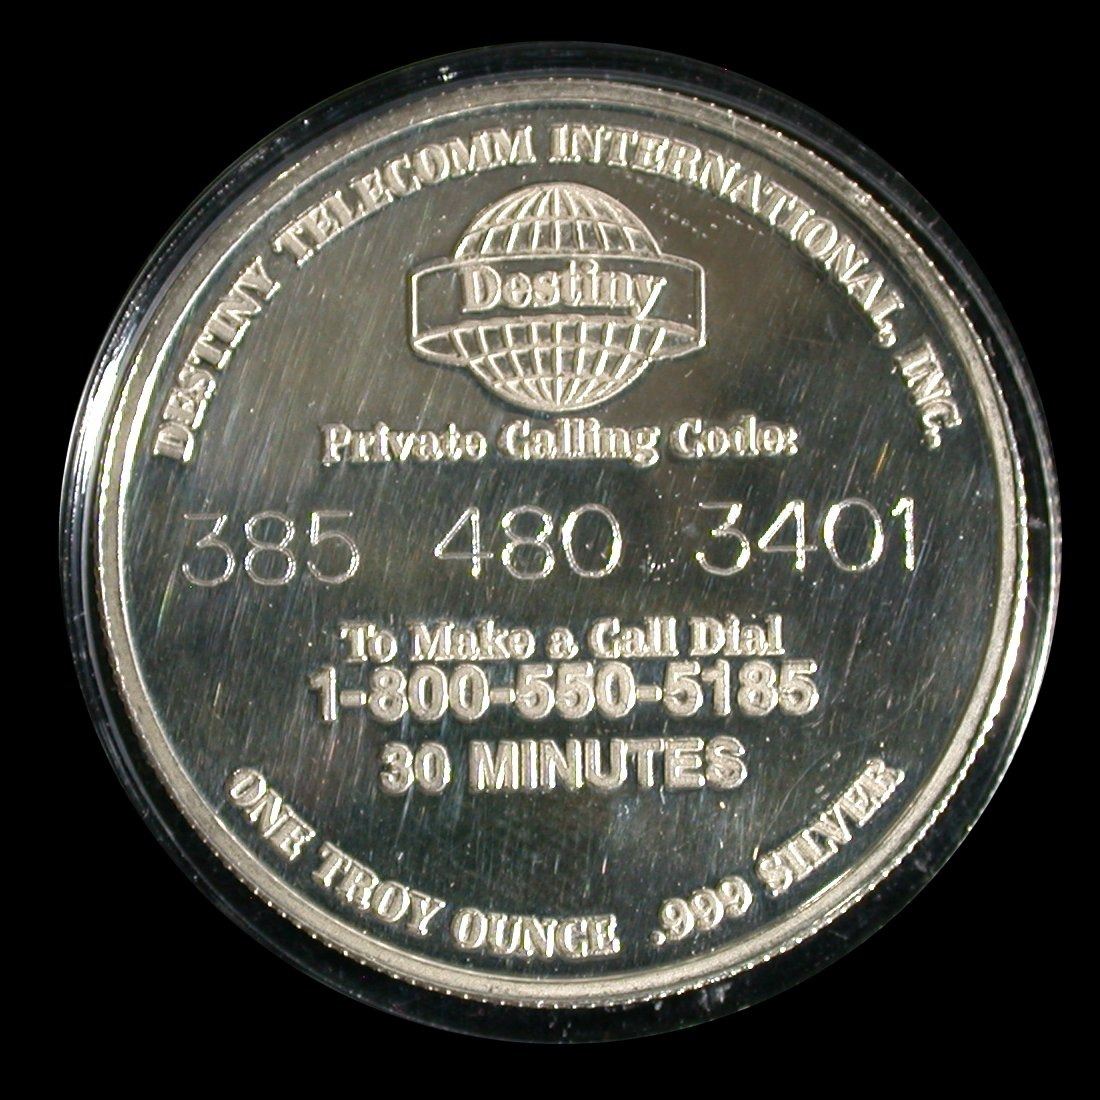 DESTINY TELECOMM INTERNATIONAL, INC.
Destiny
Private Calling Code:
385 480 3401
To Make a Call Dial
1-800-550-5185
30 MINUTES
ONE TROY OUNCE .999 SILVER